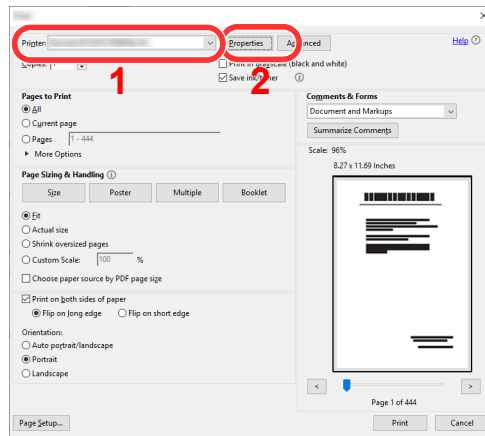 Printer:
Properties
Advanced
Help
Copies:
1
Print in grayscale (black and white)
2
Save ink/toner
Pages to Print
All
Current page
Pages
1 - 444
More Options
Page Sizing & Handling
Size
Poster
Multiple
Booklet
Fit
Actual size
Shrink oversized pages
Custom Scale:
100
%
Choose paper source by PDF page size
Print on both sides of paper
Flip on long edge
Flip on short edge
Orientation:
Auto portrait/landscape
Portrait
Landscape
Comments & Forms
Document and Markups
Summarize Comments
Scale: 96%
8.27 x 11.69 Inches
<
>
Page 1 of 444
Page Setup...
Print
Cancel